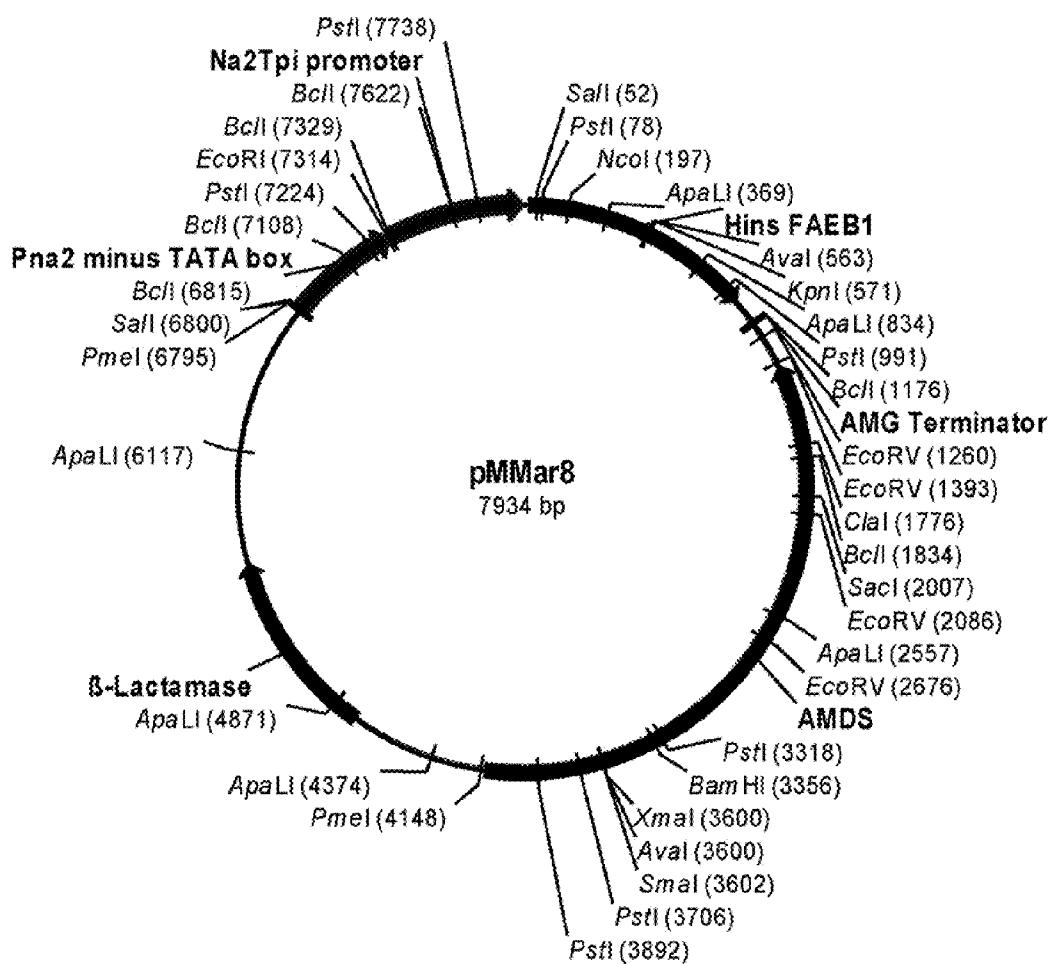 PstI (7738)
Na2Tpi promoter
BclI (7622)
BclI (7329)
EcoRI (7314)
PstI (7224)
BclI (7108)
Pna2 minus TATA box
BclI (6815)
SalI (6800)
PmeI (6795)
ApaLI (6117)
ß-Lactamase
ApaLI (4871)
ApaLI (4374)
PmeI (4148)
SalI (52)
PstI (78)
NcoI (197)
ApaLI (369)
Hins FAEB1
AvaI (563)
KpnI (571)
ApaLI (834)
PstI (991)
BclI (1176)
AMG Terminator
EcoRV (1260)
EcoRV (1393)
ClaI (1776)
BclI (1834)
SacI (2007)
EcoRV (2086)
ApaLI (2557)
EcoRV (2676)
AMDS
PstI (3318)
BamHI (3356)
XmaI (3600)
AvaI (3600)
SmaI (3602)
PstI (3706)
PstI (3892)
pMMar8
7934 bp